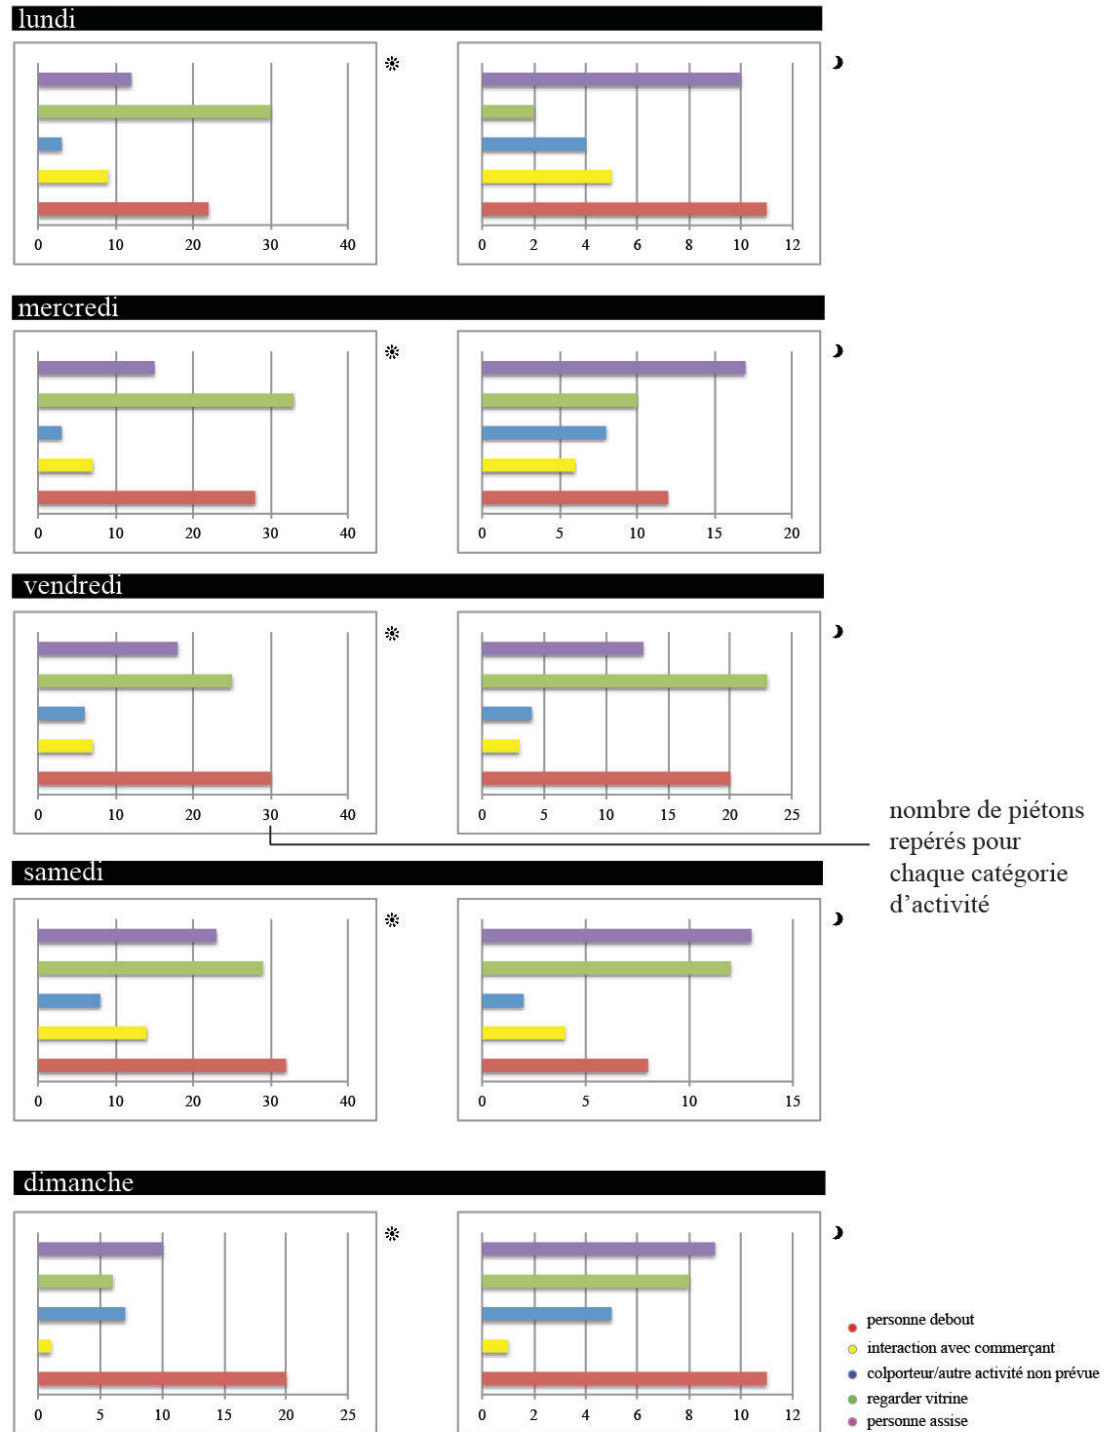 lundi
0 10 20 30 40
0 2 4 6 8 10 12
mercredi
0 10 20 30 40
0 5 10 15 20
vendredi
0 10 20 30 40
0 5 10 15 20 25
nombre de piétons
repérés pour
chaque catégorie
d’activité
samedi
0 10 20 30 40
0 5 10 15
dimanche
0 5 10 15 20 25
0 2 4 6 8 10 12
personne debout
interaction avec commerçant
colporteur/autre activité non prévue
regarder vitrine
personne assise